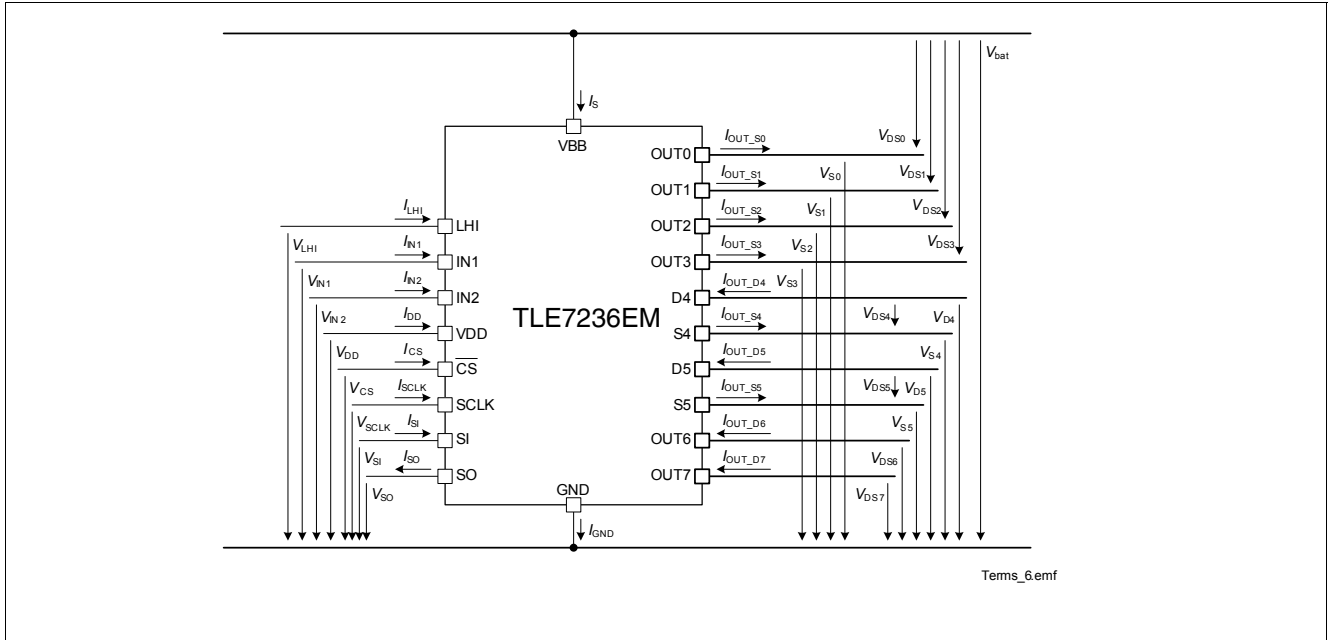 V_bat
I_S
VBB
I_OUT_S0
V_DS0
OUT0
I_OUT_S1
V_S0
V_DS1
OUT1
I_LHI
I_OUT_S2
V_S1
V_DS2
LHI
OUT2
V_LHI
I_IN1
I_OUT_S3
V_S2
V_DS3
IN1
OUT3
V_IN1
I_IN2
I_OUT_D4
V_S3
IN2
D4
TLE7236EM
V_IN 2
I_DD
I_OUT_S4
V_DS4
V_D4
VDD
S4
V_DD
I_CS
I_OUT_D5
V_S4
CS
D5
V_CS
I_SCLK
I_OUT_S5
V_DS5
V_D5
SCLK
S5
V_SCLK
I_SI
I_OUT_D6
V_S5
SI
OUT6
V_SI
I_SO
I_OUT_D7
V_DS6
SO
OUT7
V_SO
GND
V_DS7
I_GND
Terms_6.emf